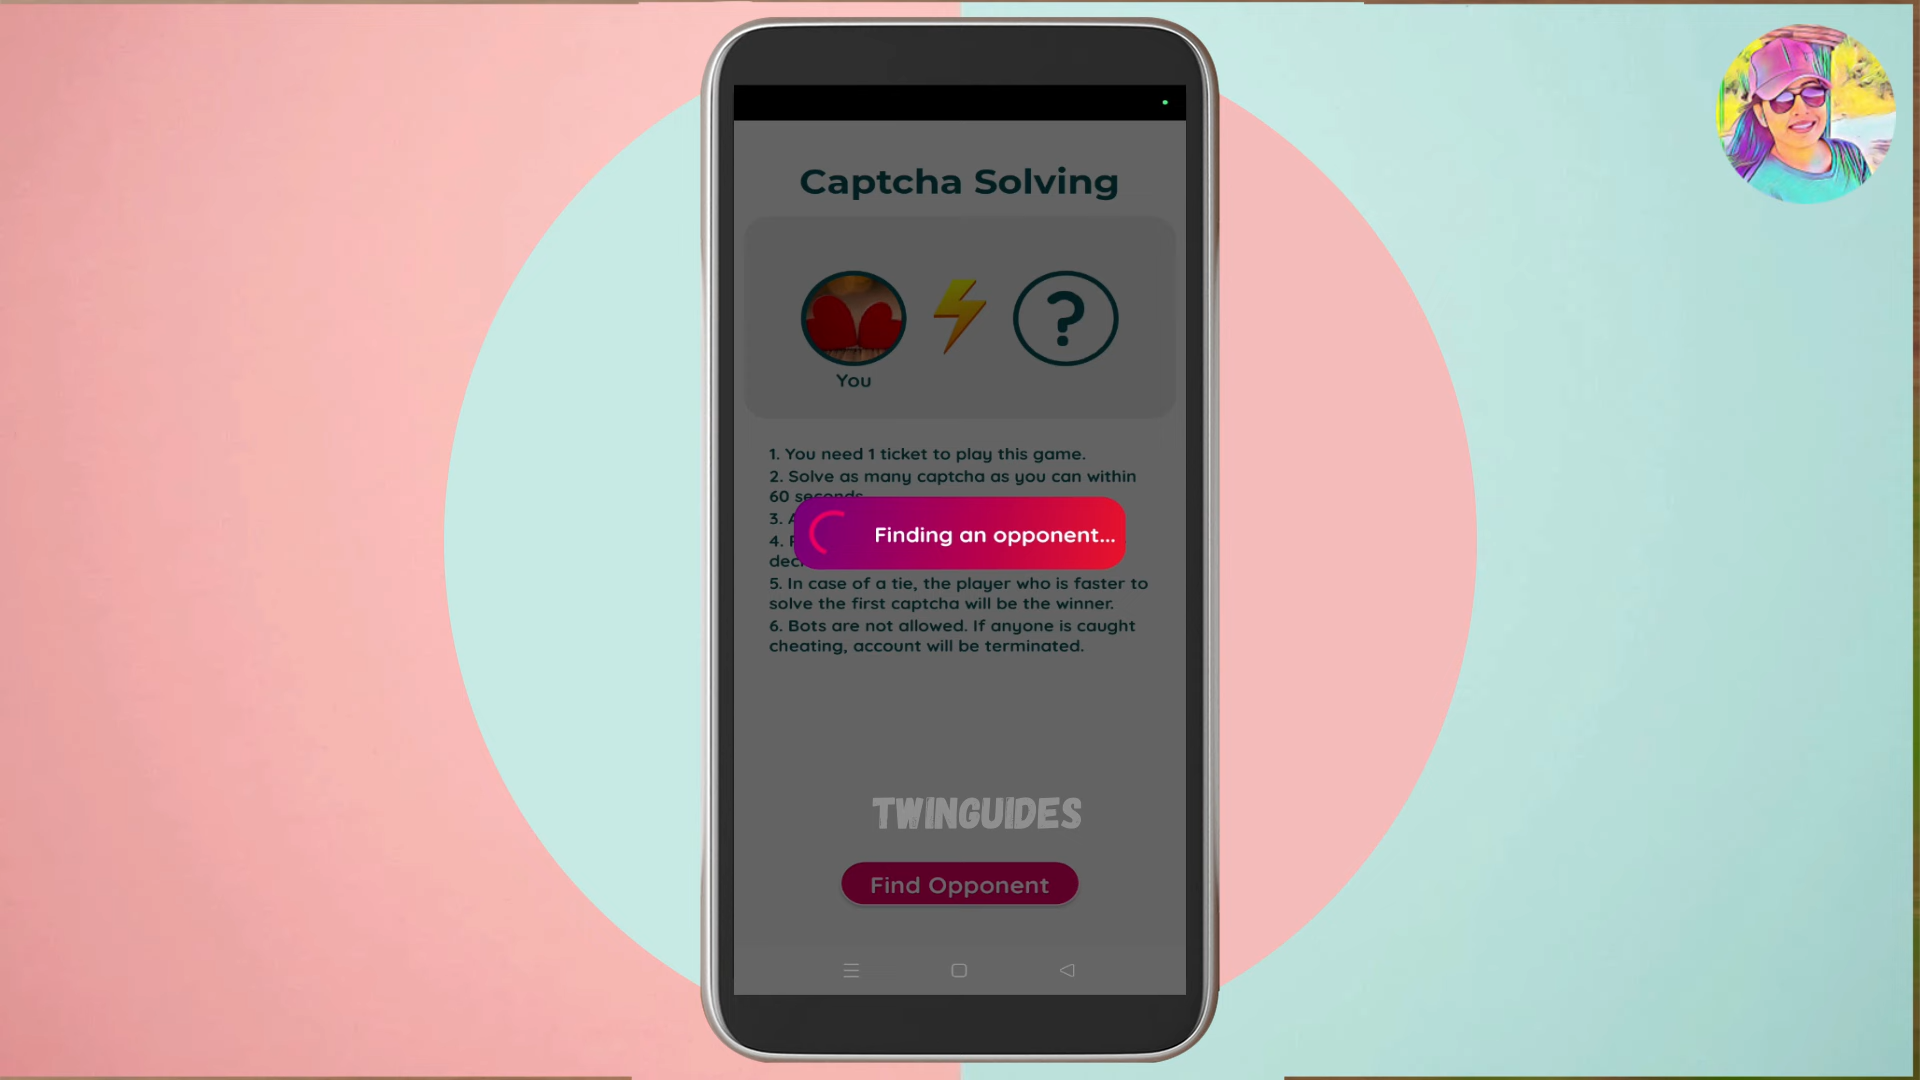 Captcha Solving
?
You
1. You need 1 ticket to play this game.
2. Solve as many captcha as you can within
60 seconds
3.
4.
Finding an opponent...
5. In case of a tie, the player who is faster to
solve the first captcha will be the winner.
6. Bots are not allowed. If anyone is caught
cheating, account will be terminated.
TWINGUIDES
Find Opponent